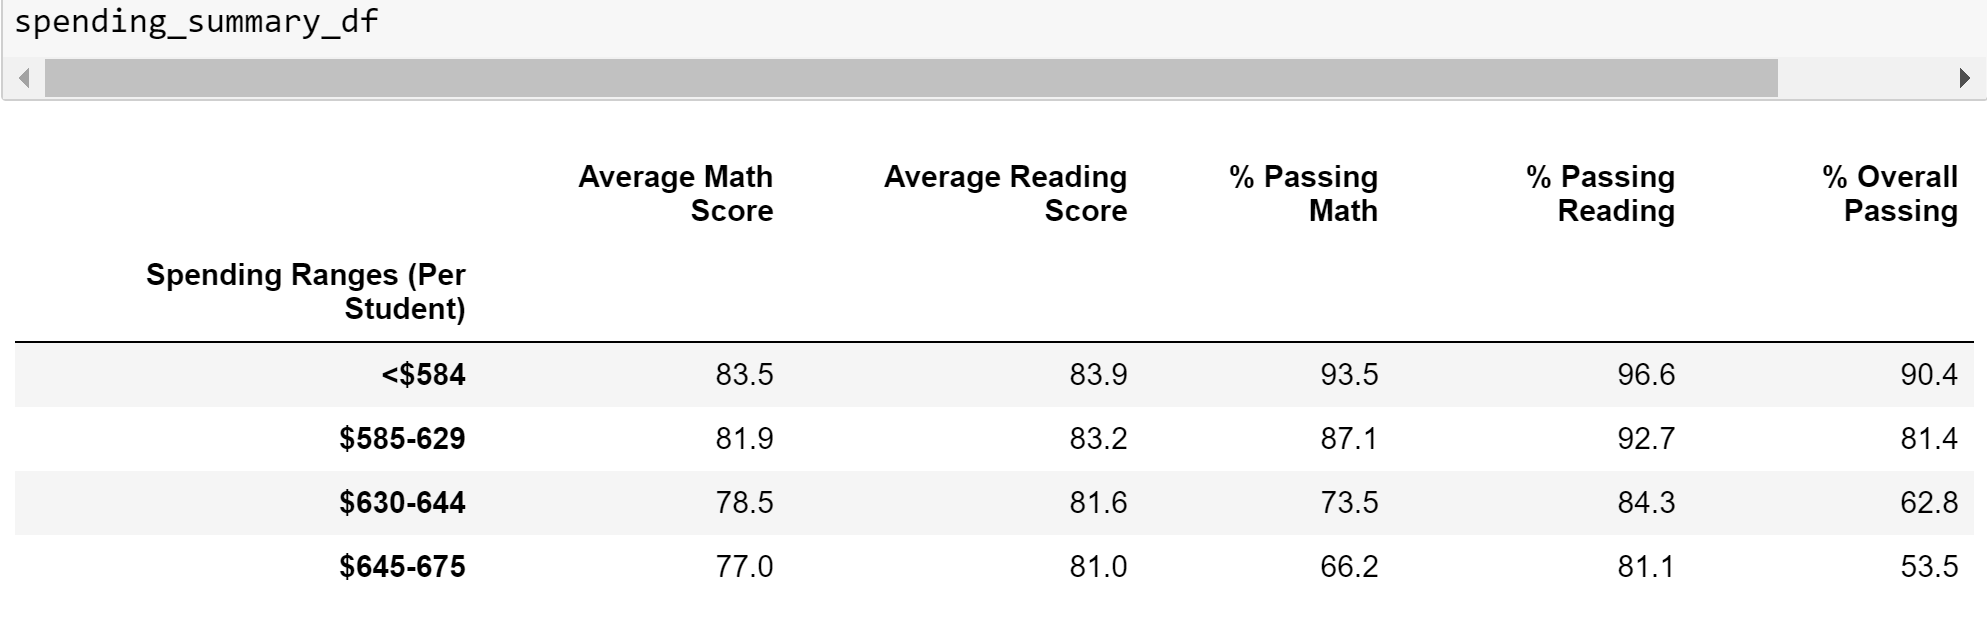 spending_summary_df
Average Math Score Average Reading Score % Passing Math % Passing Reading % Overall Passing
Spending Ranges (Per Student)
<$584 83.5 83.9 93.5 96.6 90.4
$585-629 81.9 83.2 87.1 92.7 81.4
$630-644 78.5 81.6 73.5 84.3 62.8
$645-675 77.0 81.0 66.2 81.1 53.5